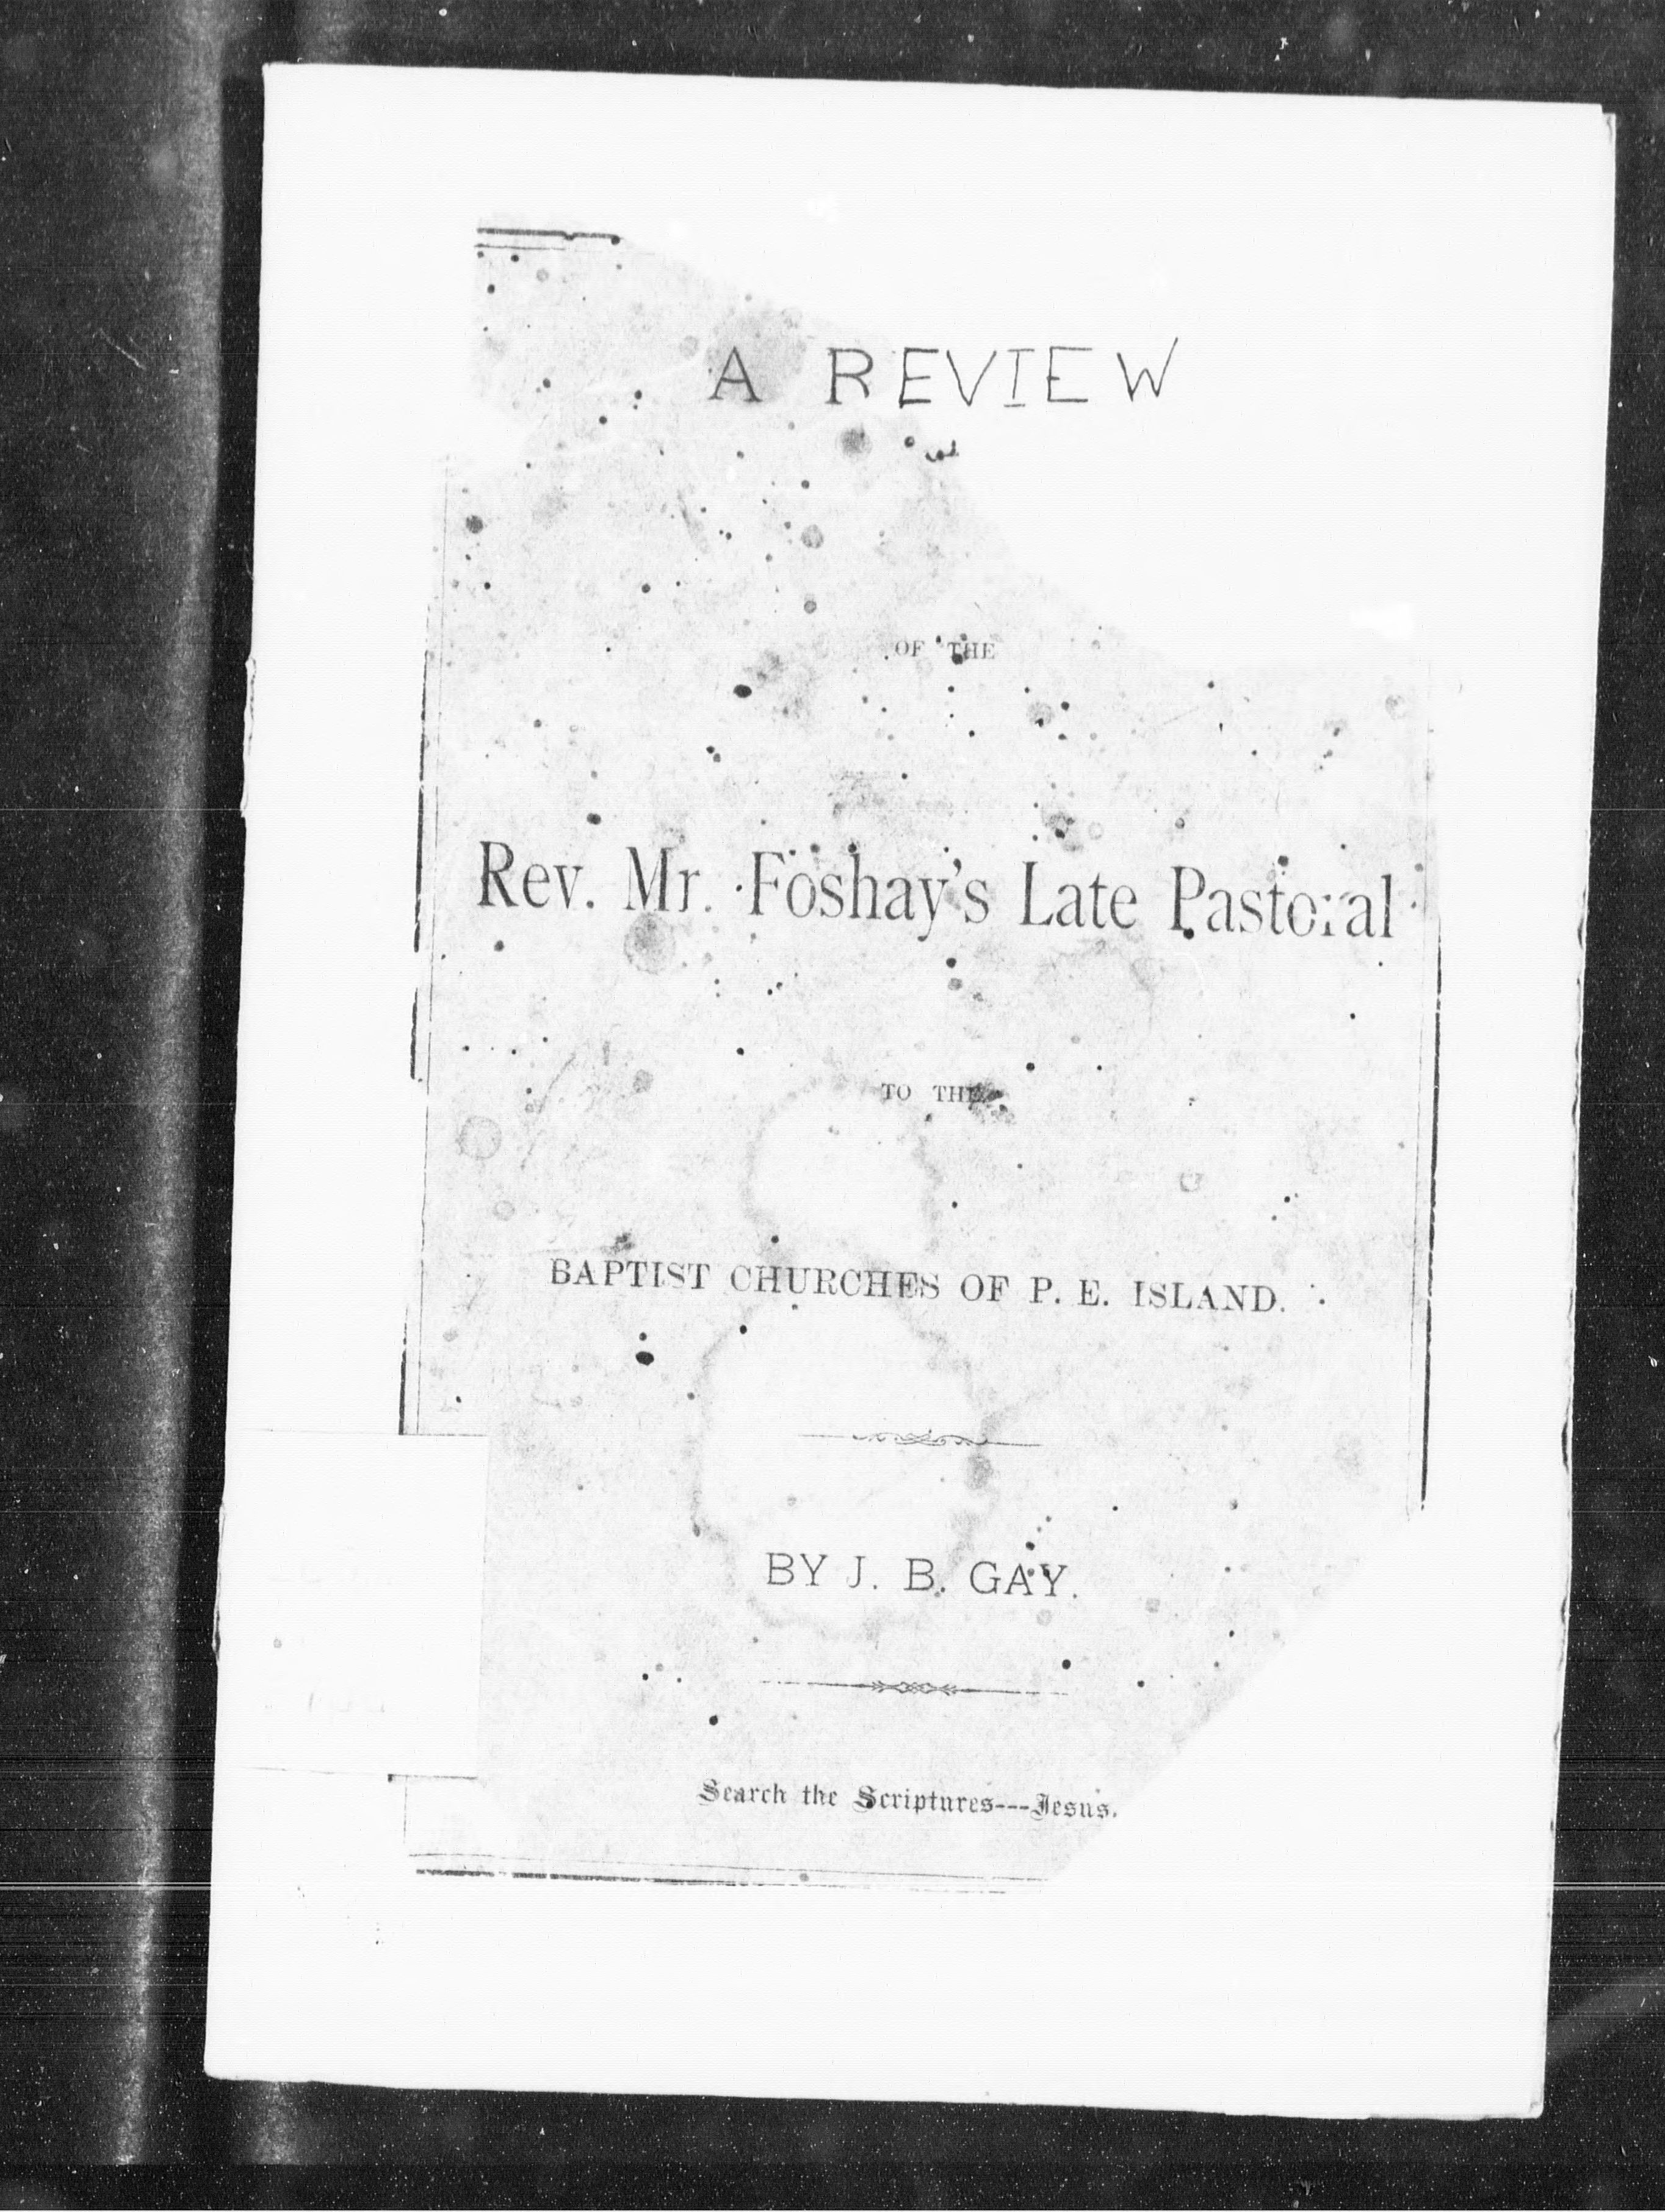 A REVIEW
OF THE
Rev. Mr. Foshay's Late Pastoral
TO THE
BAPTIST CHURCHES OF P. E. ISLAND.
BY J. B. GAY.
Search the Scriptures---Jesus.